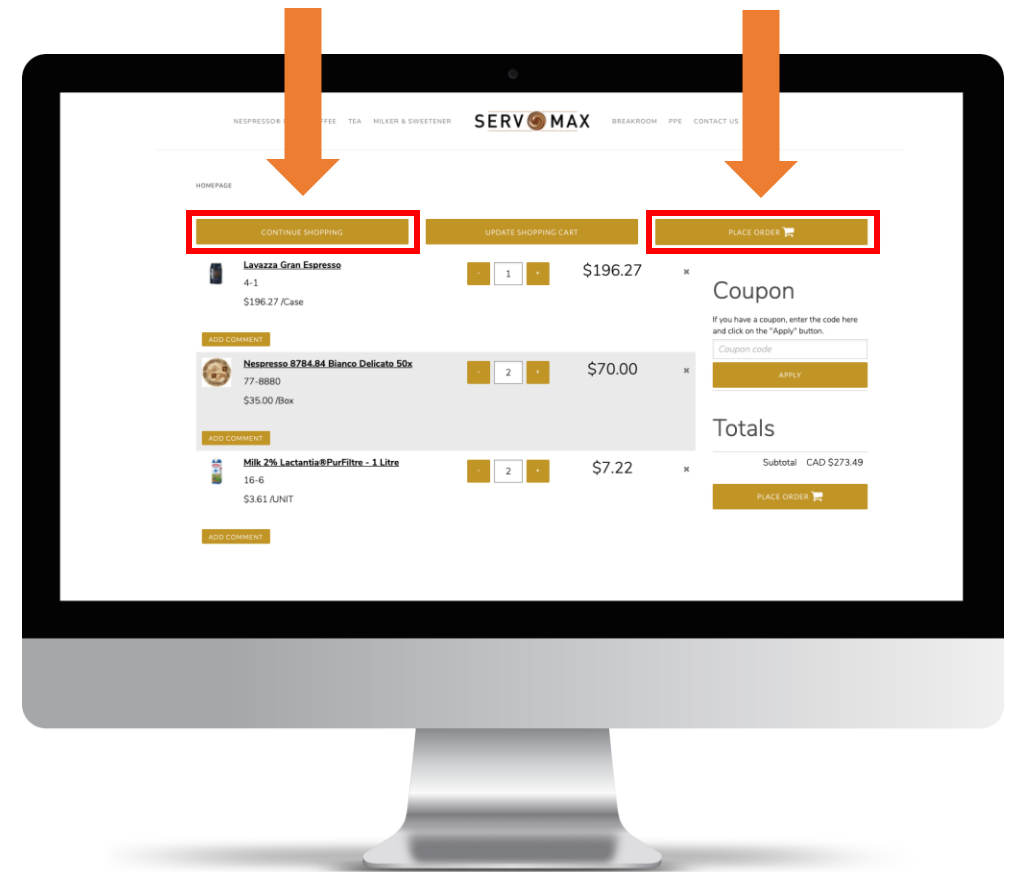 NESPRESSO® FFEE TEA MILKER & SWEETENER SERVOMAX BREAKROOM PPE CONTACT US
HOMEPAGE
CONTINUE SHOPPING UPDATE SHOPPING CART PLACE ORDER
Lavazza Gran Espresso
4-1
$196.27 /Case
- 1 + $196.27 ×
ADD COMMENT
Nespresso 8784.84 Bianco Delicato 50x
77-8880
$35.00 /Box
- 2 + $70.00 ×
ADD COMMENT
Milk 2% Lactantia®PurFiltre - 1 Litre
16-6
$3.61 /UNIT
- 2 + $7.22 ×
ADD COMMENT
Coupon
If you have a coupon, enter the code here
and click on the "Apply" button.
Coupon code
APPLY
Totals
Subtotal CAD $273.49
PLACE ORDER